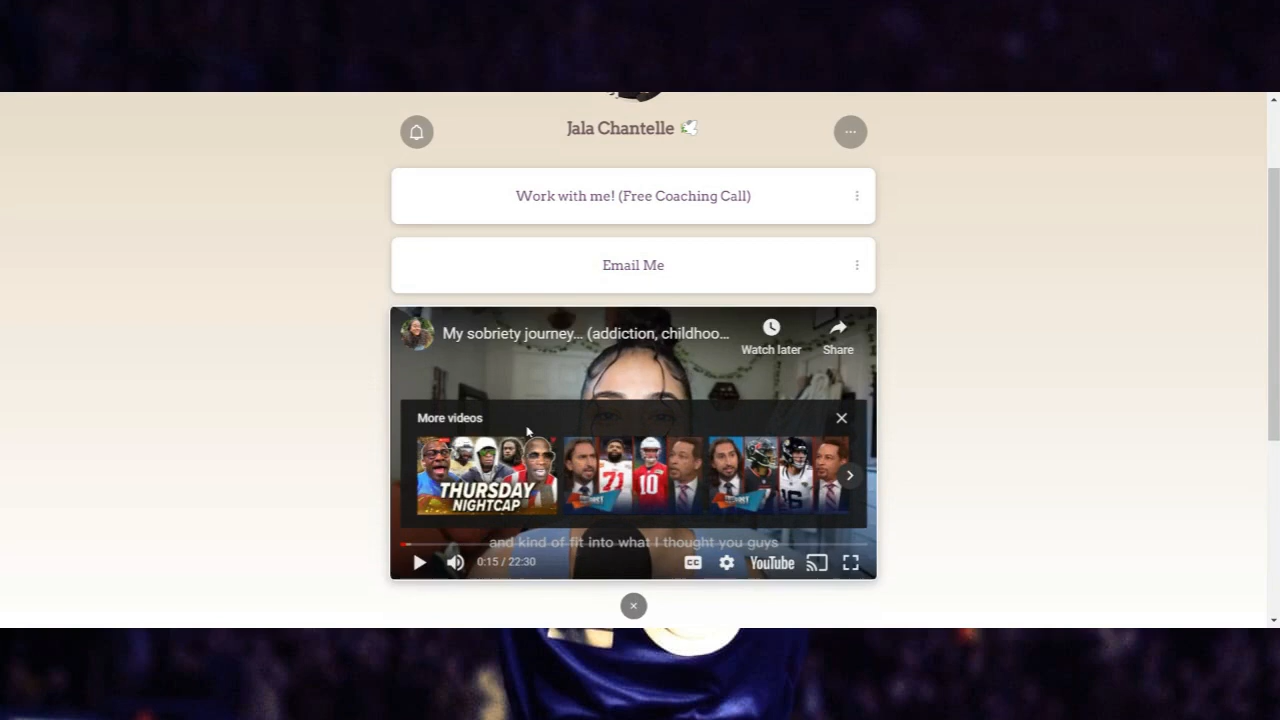 Jala Chantelle
Work with me! (Free Coaching Call)
Email Me
My sobriety journey... (addiction, childhoo...
Watch later
Share
More videos
THURSDAY
NIGHTCAP
71
10
16
and kind of fit into what I thought you guys
0:15 / 22:30
CC
YouTube